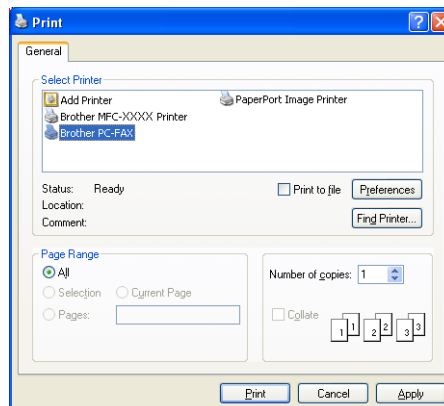 Print
General
Select Printer
Add Printer
PaperPort Image Printer
Brother MFC-XXXX Printer
Brother PC-FAX
Status: Ready
Print to file
Preferences
Location:
Comment:
Find Printer...
Page Range
All
Selection
Current Page
Pages:
Number of copies: 1
Collate
1 1 2 2 3 3
Print
Cancel
Apply